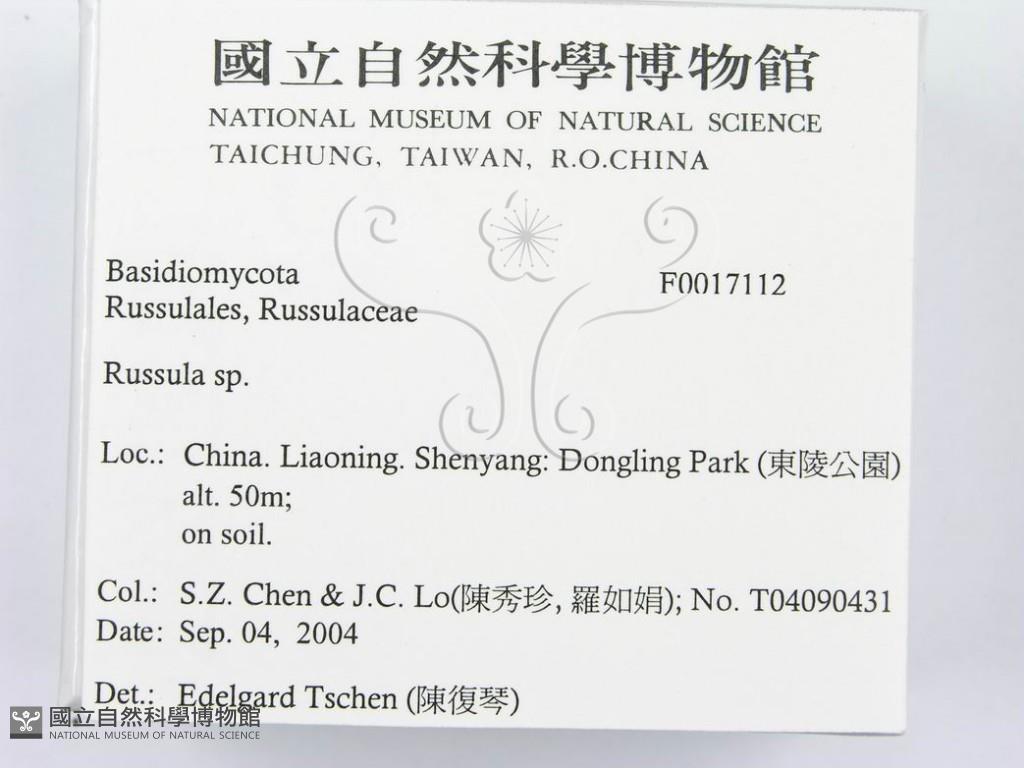 國立自然科學博物館
NATIONAL MUSEUM OF NATURAL SCIENCE
TAICHUNG, TAIWAN, R.O.CHINA
Basidiomycota F0017112
Russulales, Russulaceae
Russula sp.
Loc.: China. Liaoning. Shenyang: Dongling Park (東陵公園)
alt. 50m;
on soil.
Col.: S.Z. Chen & J.C. Lo(陳秀珍, 羅如娟); No. T04090431
Date: Sep. 04, 2004
Det.: Edelgard Tschen (陳復琴)
國立自然科學博物館
NATIONAL MUSEUM OF NATURAL SCIENCE